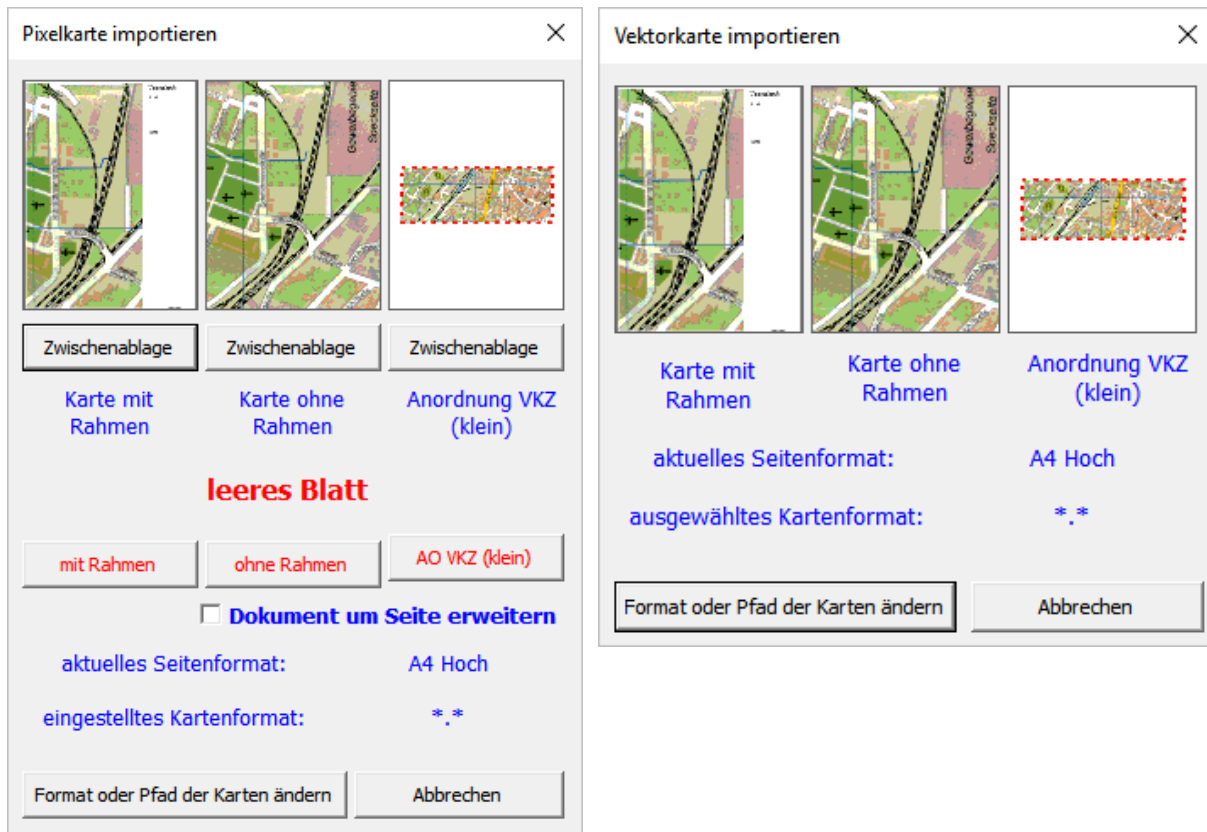 Pixelkarte importieren
Gewerbegebiet
Speckseite
Zwischenablage
Zwischenablage
Zwischenablage
Karte mit
Rahmen
Karte ohne
Rahmen
Anordnung VKZ
(klein)
leeres Blatt
mit Rahmen
ohne Rahmen
AO VKZ (klein)
Dokument um Seite erweitern
aktuelles Seitenformat:
A4 Hoch
eingestelltes Kartenformat:
*.*
Format oder Pfad der Karten ändern
Abbrechen
Vektorkarte importieren
Karte mit
Rahmen
Karte ohne
Rahmen
Anordnung VKZ
(klein)
aktuelles Seitenformat:
A4 Hoch
ausgewähltes Kartenformat:
*.*
Format oder Pfad der Karten ändern
Abbrechen